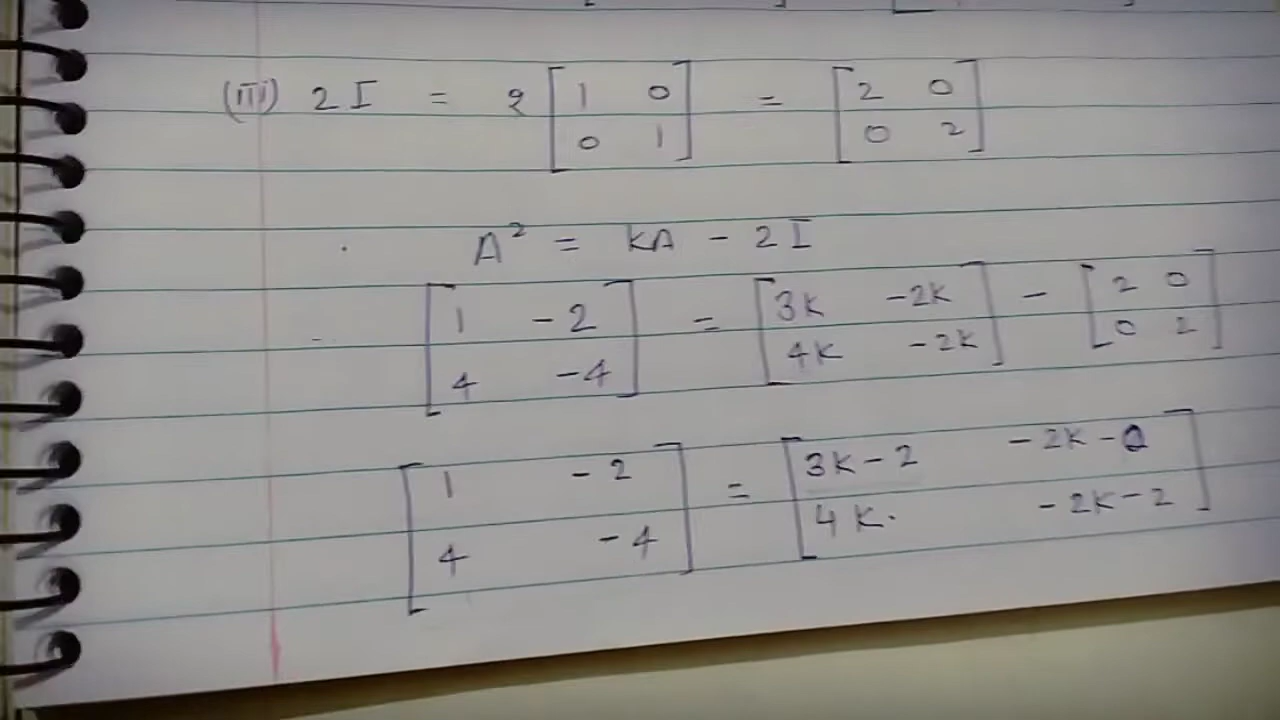 (III) 2I = 2 [1 0 = [2 0
0 1] 0 2]
A² = KA - 2I
[1 -2 = [3K -2K - [2 0
4 -4] 4K -2K] 0 2]
[1 -2 = [3K-2 -2K-0
4 -4] 4K. -2K-2]